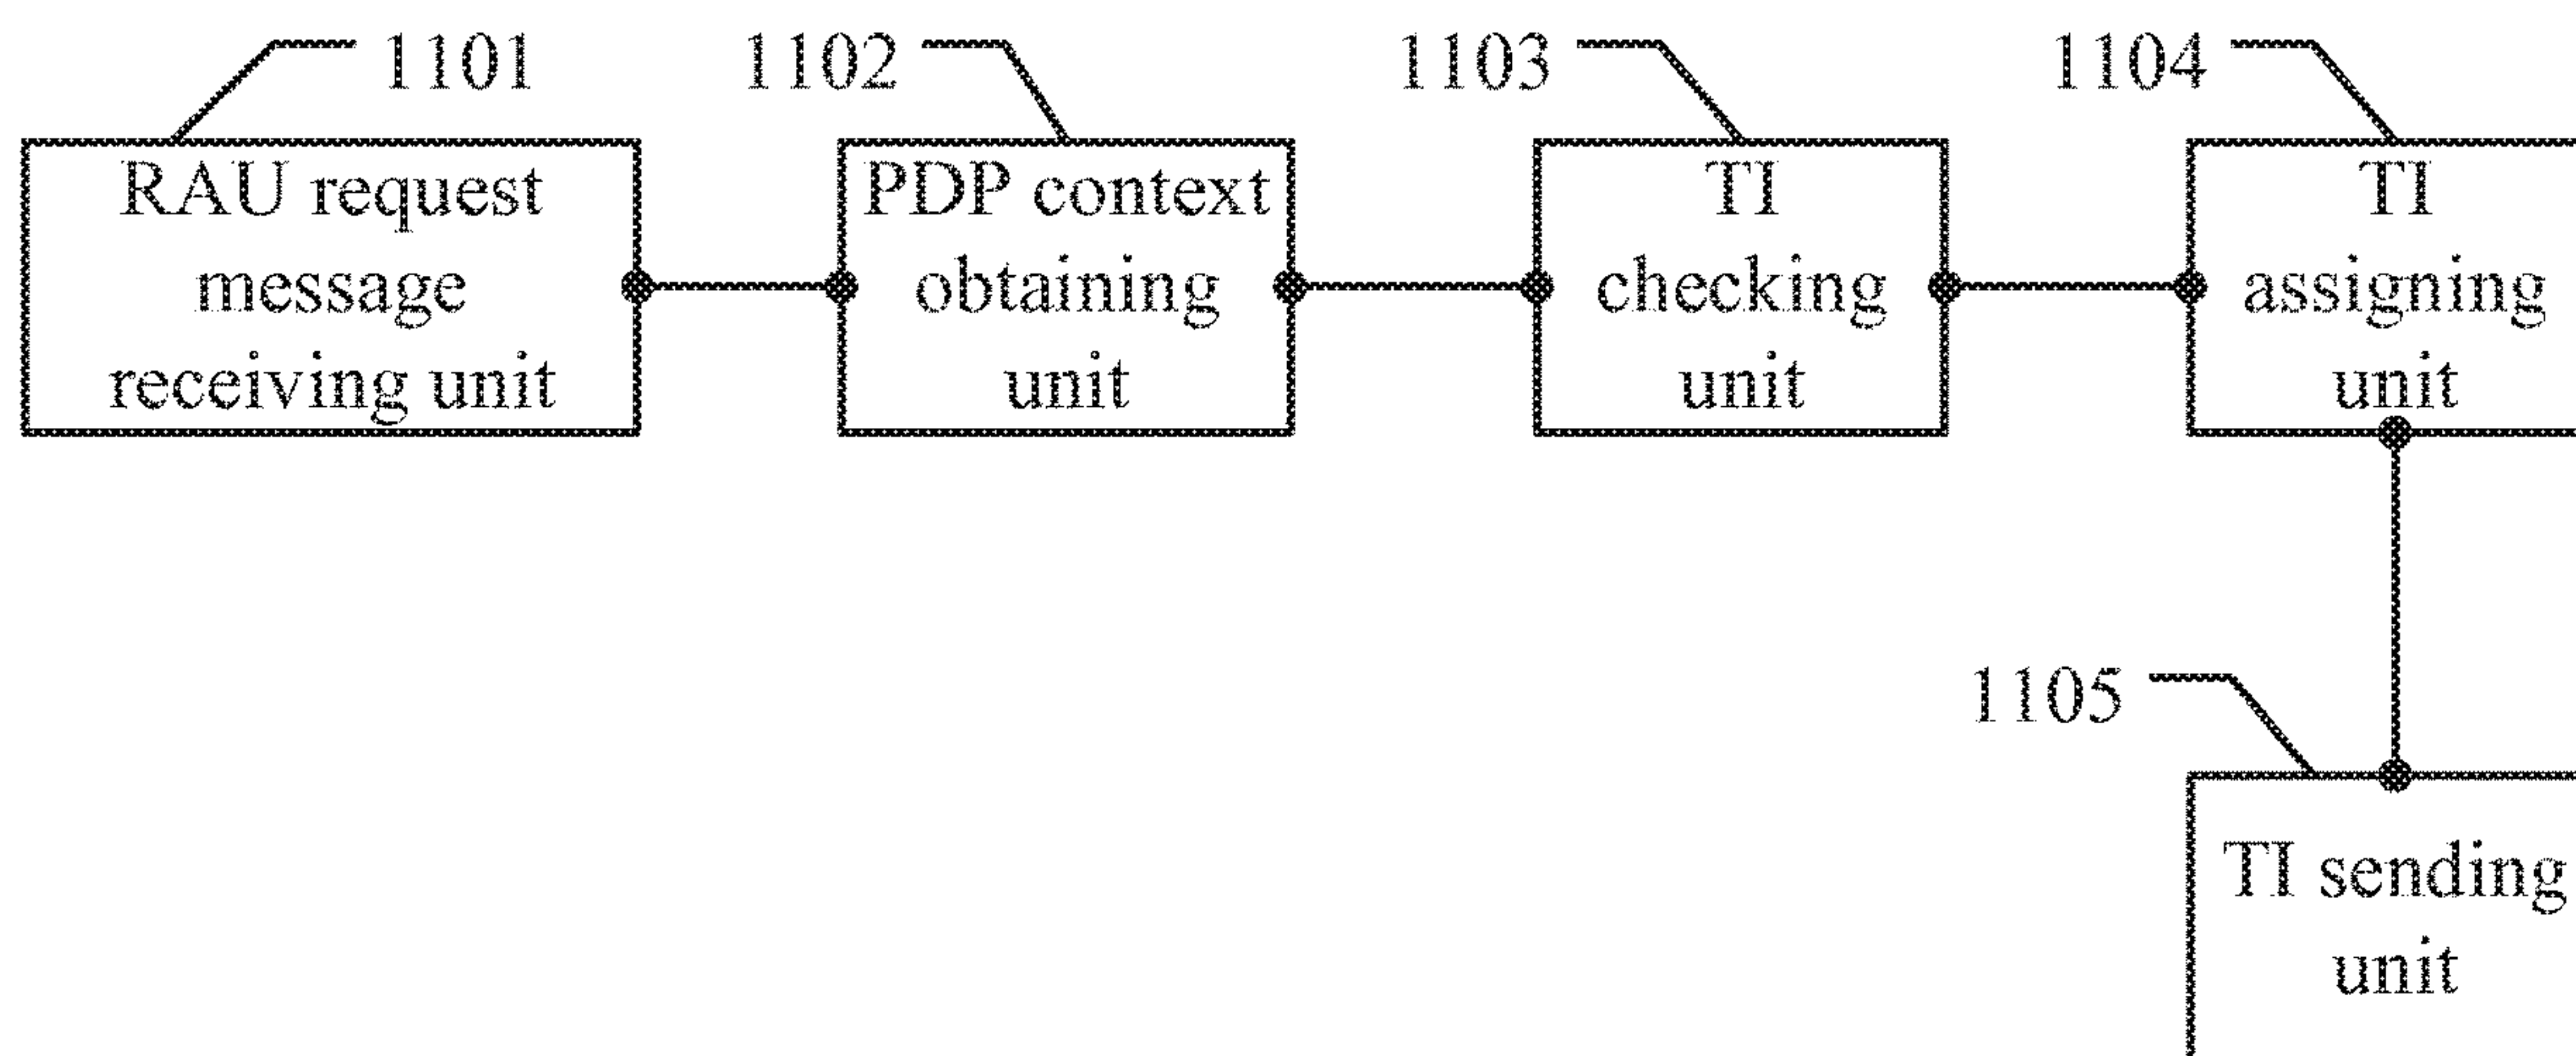 1101
1102
1103
1104
RAU request
message
receiving unit
PDP context
obtaining
unit
TI
checking
unit
TI
assigning
unit
1105
TI sending
unit